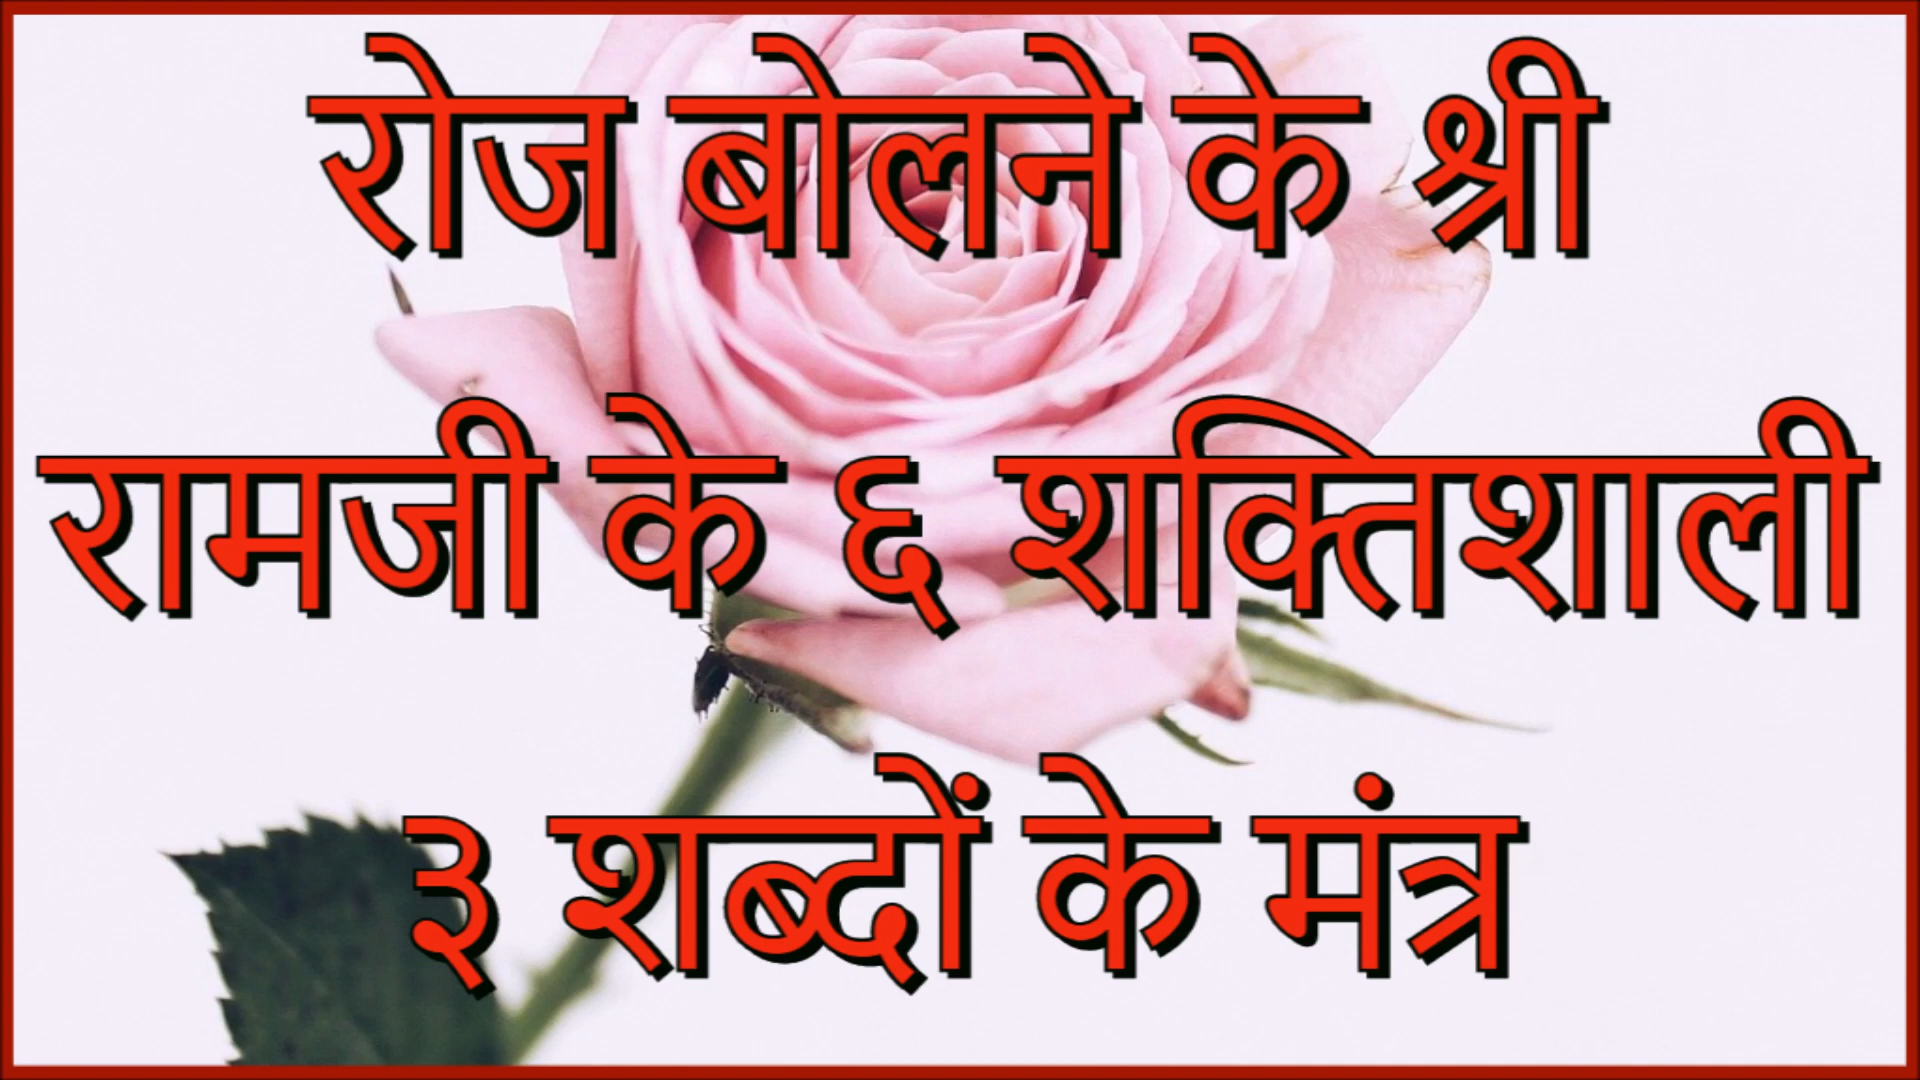 रोज बोलने के श्री
रामजी के ६ शक्तिशाली
३ शब्दों के मंत्र